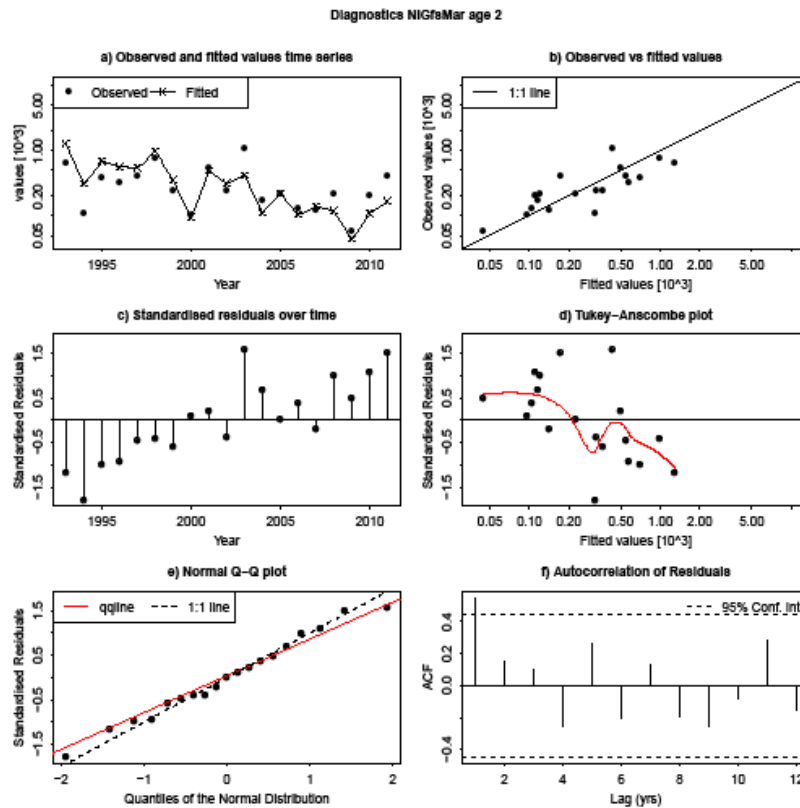 Diagnostics NIGfsMar age 2
a) Observed and fitted values time series
Observed Fitted
values [10^3]
0.05 0.20 1.00 5.00
1995 2000 2005 2010
Year
b) Observed vs fitted values
1:1 line
Observed values [10^3]
0.05 0.20 1.00 5.00
0.05 0.10 0.20 0.50 1.00 2.00 5.00
Fitted values [10^3]
c) Standardised residuals over time
Standardised Residuals
−1.5 −0.5 0.5 1.5
1995 2000 2005 2010
Year
d) Tukey−Anscombe plot
Standardised Residuals
−1.5 −0.5 0.5 1.5
0.05 0.10 0.20 0.50 1.00 2.00 5.00
Fitted values [10^3]
e) Normal Q−Q plot
qqline 1:1 line
Standardised Residuals
−1.5 −0.5 0.5 1.5
−2 −1 0 1 2
Quantiles of the Normal Distribution
f) Autocorrelation of Residuals
95% Conf. Int
ACF
−0.4 0.0 0.2 0.4
2 4 6 8 10 12
Lag (yrs)